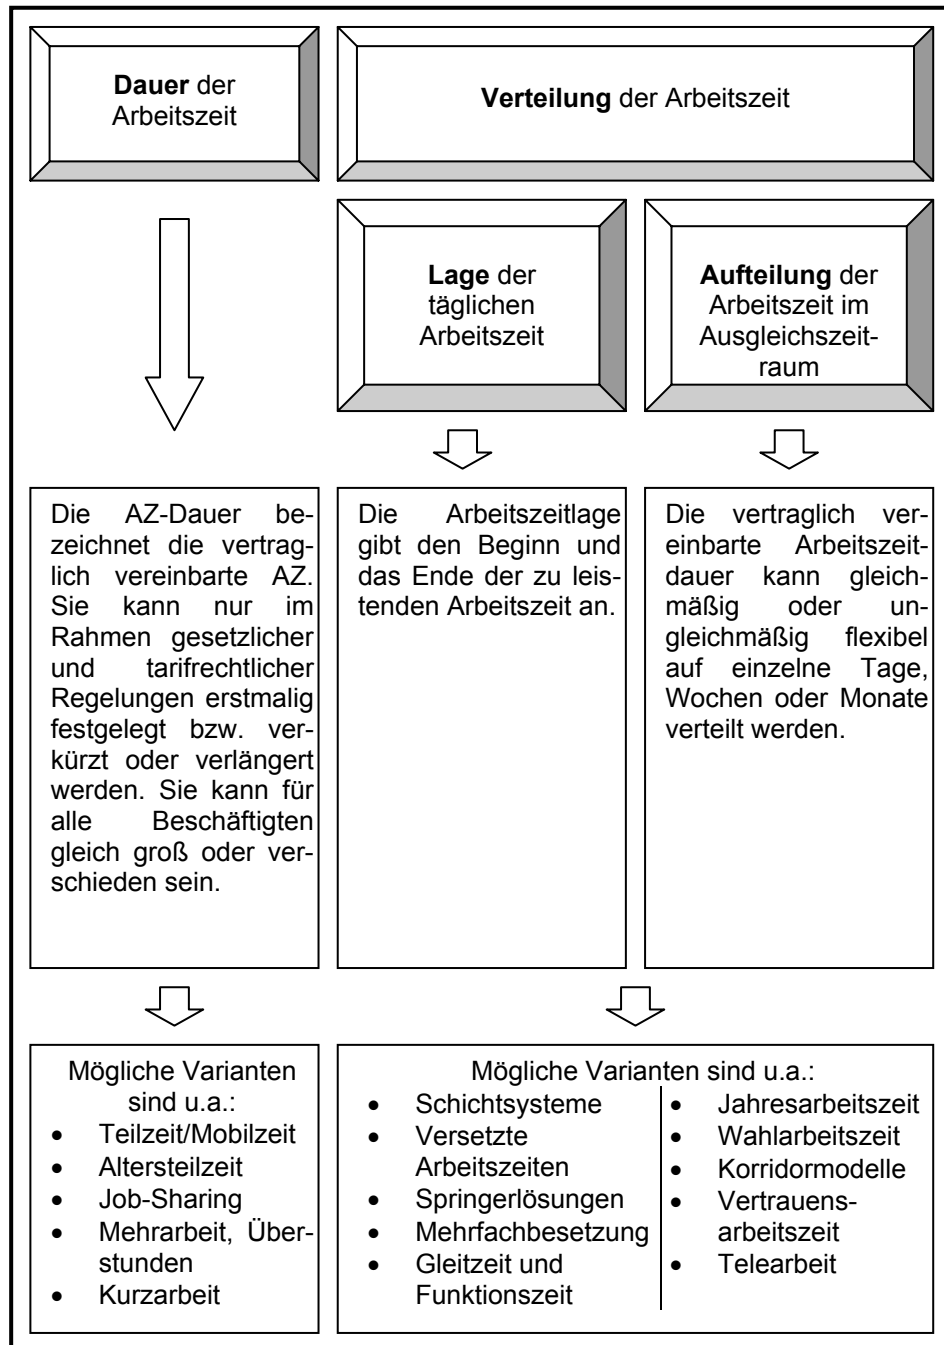 Dauer der
Arbeitszeit
Verteilung der Arbeitszeit
Lage der
täglichen
Arbeitszeit
Aufteilung der
Arbeitszeit im
Ausgleichszeit-
raum
Die AZ-Dauer be-
zeichnet die vertrag-
lich vereinbarte AZ.
Sie kann nur im
Rahmen gesetzlicher
und tarifrechtlicher
Regelungen erstmalig
festgelegt bzw. ver-
kürzt oder verlängert
werden. Sie kann für
alle Beschäftigten
gleich groß oder ver-
schieden sein.
Die Arbeitszeitlage
gibt den Beginn und
das Ende der zu leis-
tenden Arbeitszeit an.
Die vertraglich ver-
einbarte Arbeitszeit-
dauer kann gleich-
mäßig oder un-
gleichmäßig flexibel
auf einzelne Tage,
Wochen oder Monate
verteilt werden.
Mögliche Varianten
sind u.a.:
• Teilzeit/Mobilzeit
• Altersteilzeit
• Job-Sharing
• Mehrarbeit, Über-
stunden
• Kurzarbeit
Mögliche Varianten sind u.a.:
• Schichtsysteme
• Versetzte
Arbeitszeiten
• Springerlösungen
• Mehrfachbesetzung
• Gleitzeit und
Funktionszeit
• Jahresarbeitszeit
• Wahlarbeitszeit
• Korridormodelle
• Vertrauens-
arbeitszeit
• Telearbeit